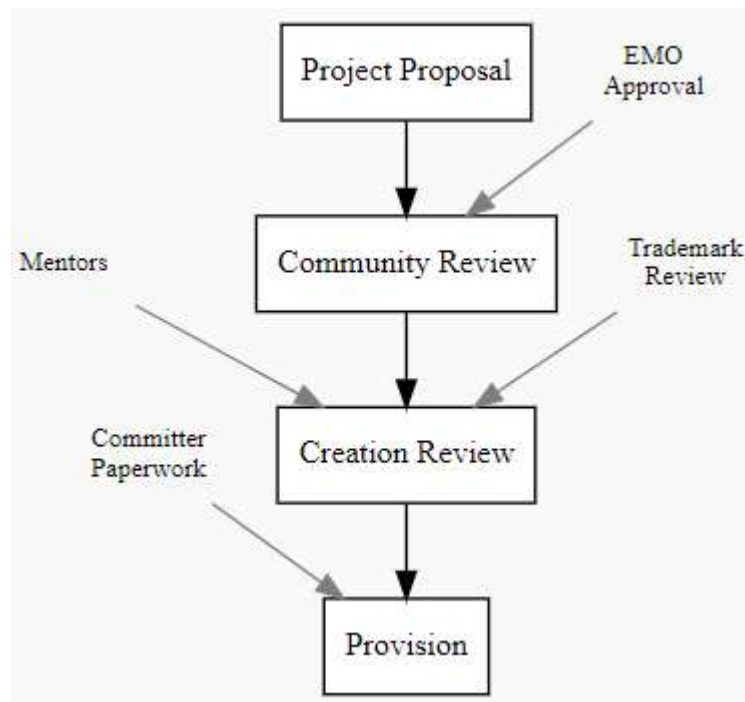 Project Proposal
EMO
Approval
Community Review
Mentors
Trademark
Review
Creation Review
Committer
Paperwork
Provision